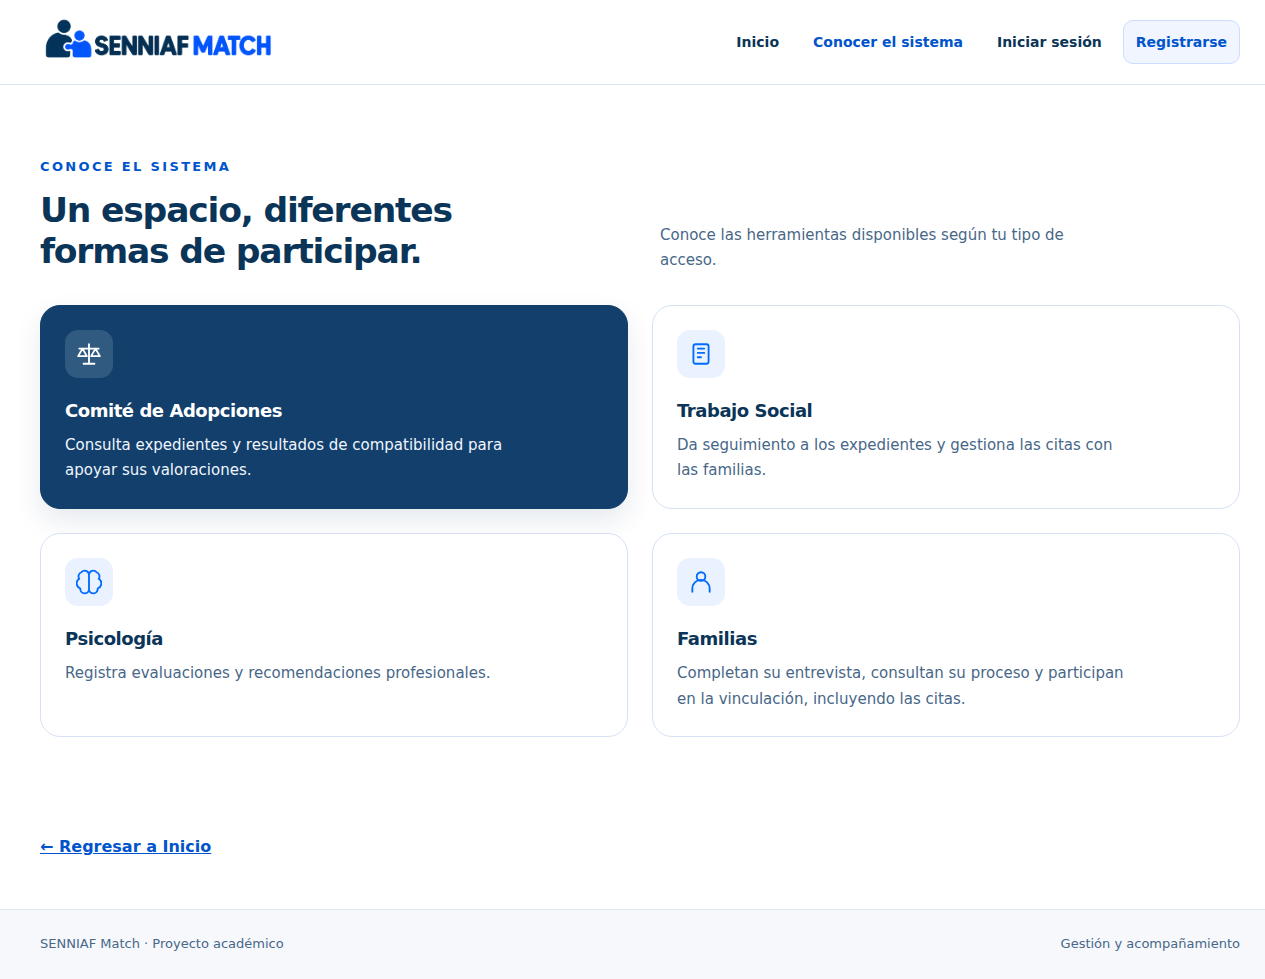 SENNIAF MATCH
Inicio
Conocer el sistema
Iniciar sesión
Registrarse
CONOCE EL SISTEMA
Un espacio, diferentes
formas de participar.
Conoce las herramientas disponibles según tu tipo de
acceso.
Comité de Adopciones
Consulta expedientes y resultados de compatibilidad para
apoyar sus valoraciones.
Trabajo Social
Da seguimiento a los expedientes y gestiona las citas con
las familias.
Psicología
Registra evaluaciones y recomendaciones profesionales.
Familias
Completan su entrevista, consultan su proceso y participan
en la vinculación, incluyendo las citas.
← Regresar a Inicio
SENNIAF Match · Proyecto académico
Gestión y acompañamiento